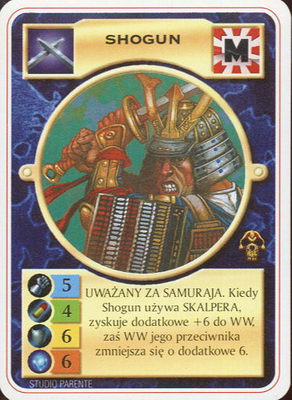 SHOGUN
M
5
4
6
6
UWAŻANY ZA SAMURAJA. Kiedy
Shogun używa SKALPERA,
zyskuje dodatkowe +6 do WW,
zaś WW jego przeciwnika
zmniejsza się o dodatkowe 6.
STUDIO PARENTE